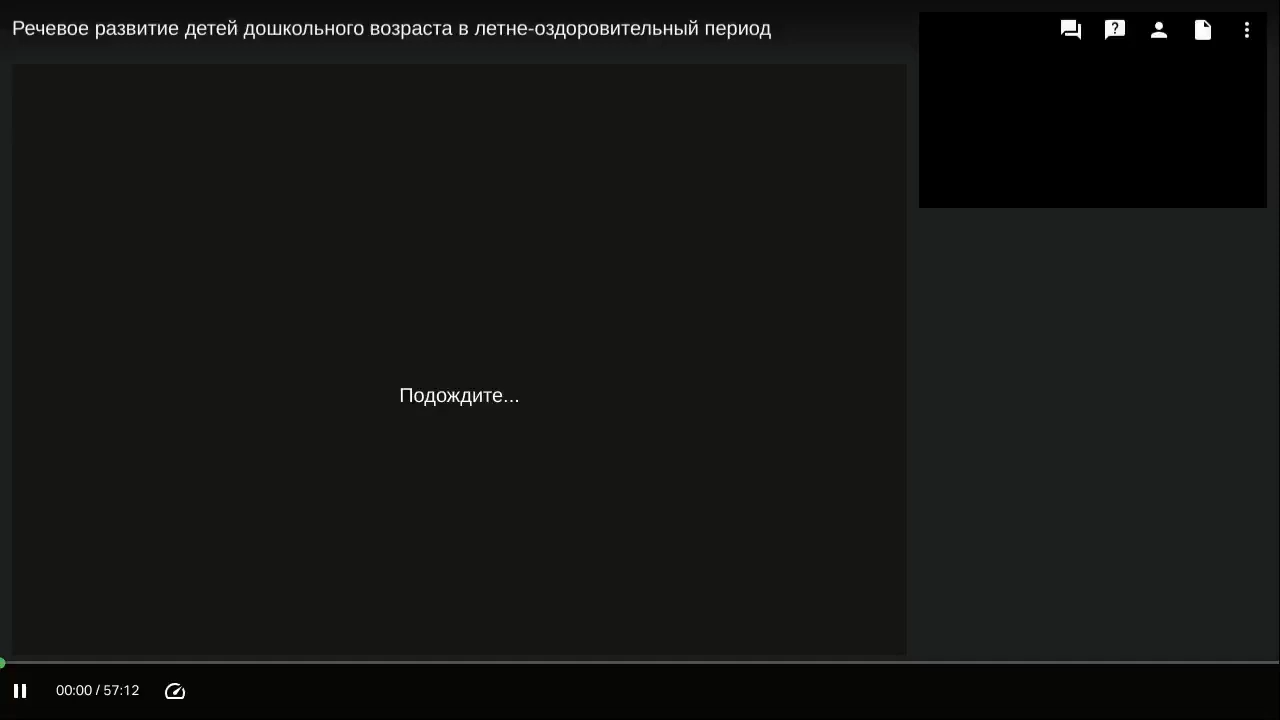 Речевое развитие детей дошкольного возраста в летне-оздоровительный период
Подождите...
00:00 / 57:12